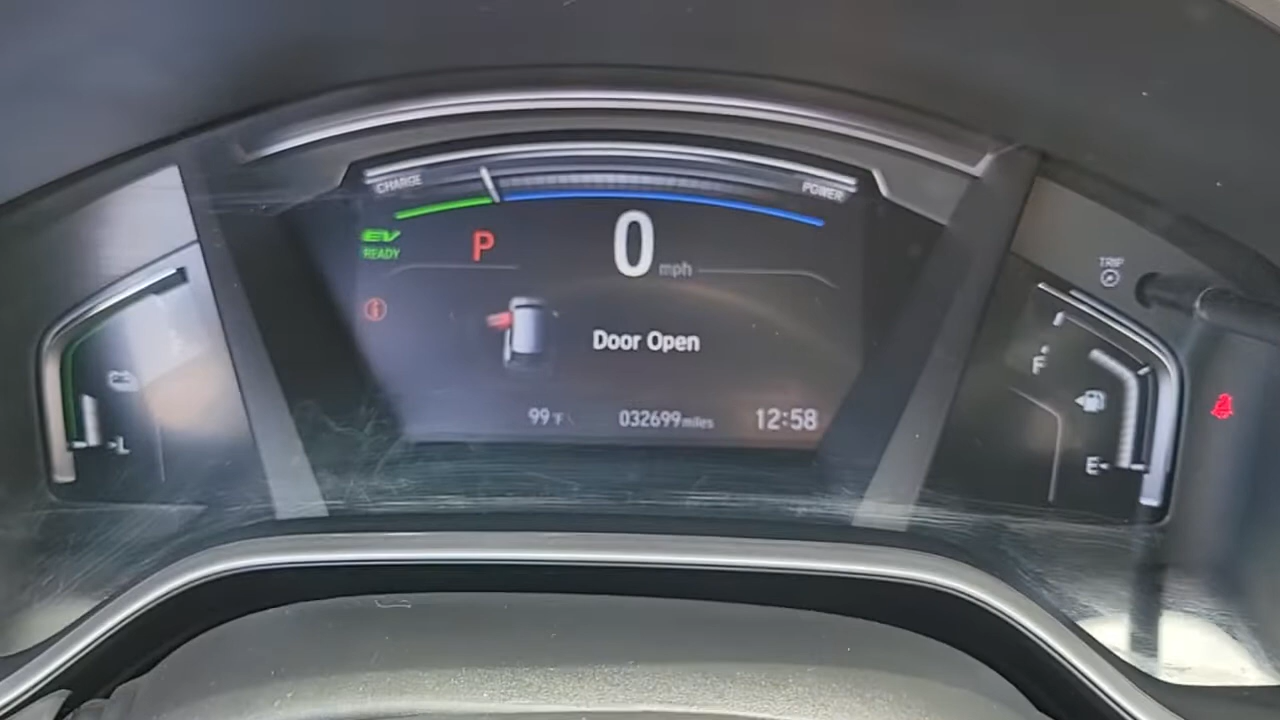 CHARGE
POWER
EV
READY
P
0 mph
TRIP
Door Open
F
L
E
99°F
032699 miles
12:58